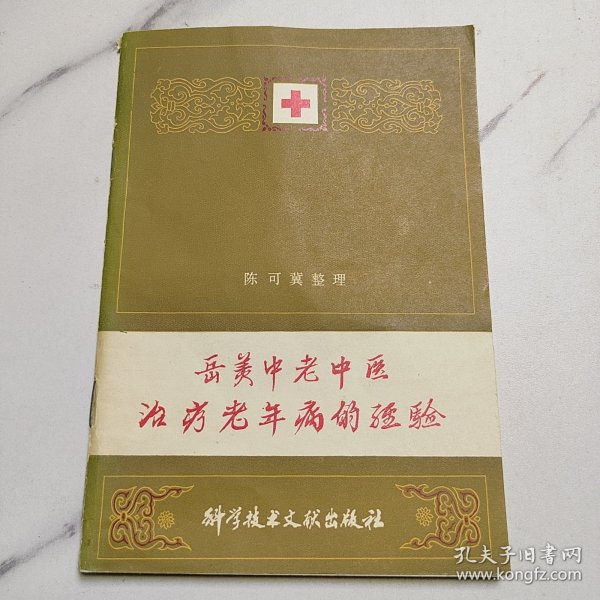 陈可冀整理
岳美中老中医
治疗老年病的经验
科学技术文献出版社
孔夫子旧书网
www.kongfz.com